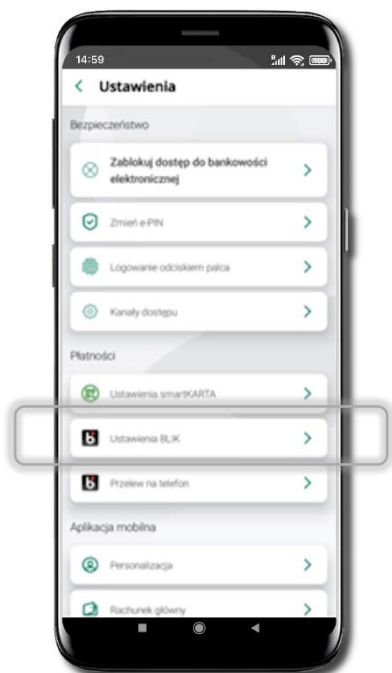 14:59
Ustawienia
Bezpieczeństwo
Zablokuj dostęp do bankowości
elektronicznej
Zmień e-PIN
Logowanie odciskiem palca
Kanały dostępu
Płatności
Ustawienia smartKARTA
Ustawienia BLIK
Przelew na telefon
Aplikacja mobilna
Personalizacja
Rachunek główny